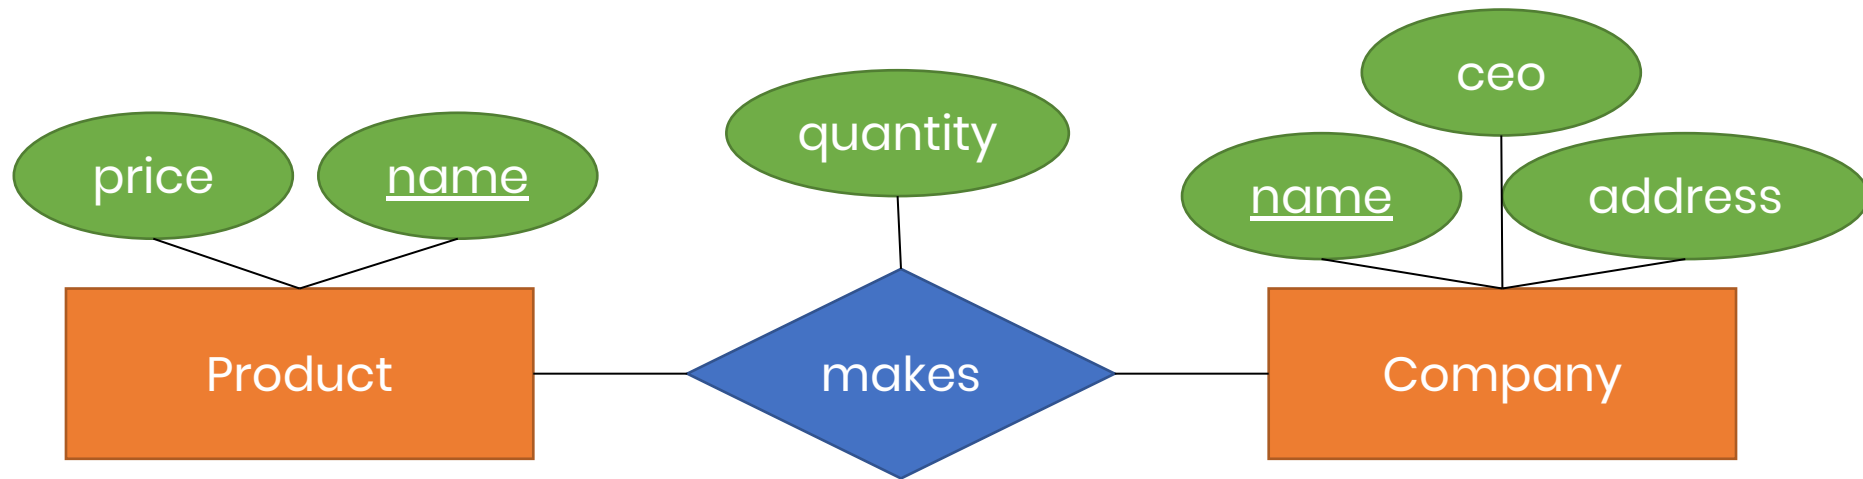 ceo
quantity
price
name
name
address
Product
makes
Company